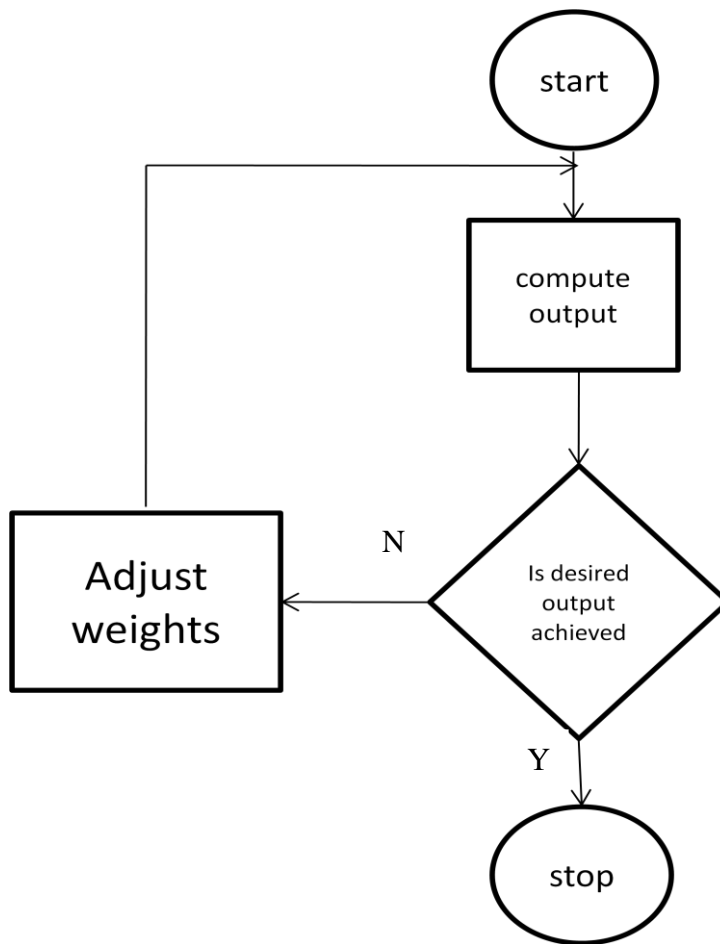 start
compute
output
N
Is desired
output
achieved
Adjust
weights
Y
stop